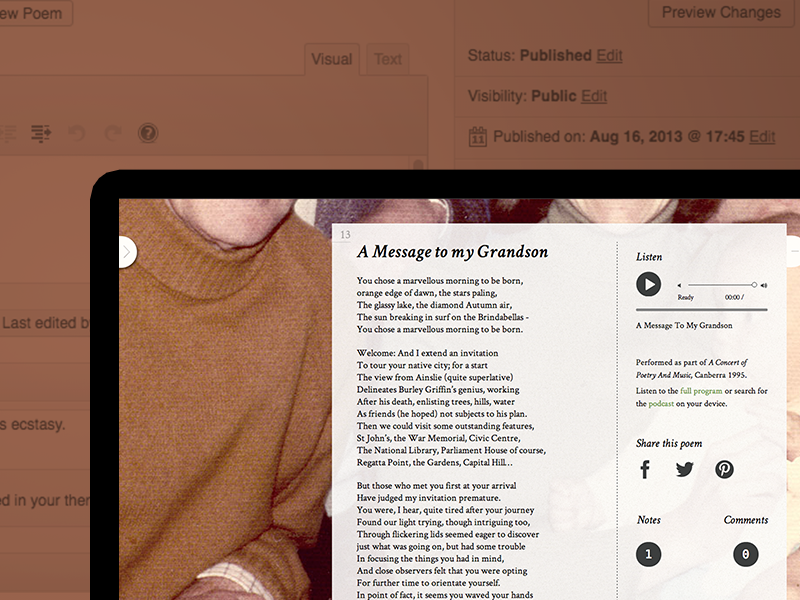 ew Poem
Preview Changes
Visual Text
Status: Published Edit
Visibility: Public Edit
11 Published on: Aug 16, 2013 @ 17:45 Edit
Last edited b
s ecstasy.
ed in your ther
13
A Message to my Grandson
You chose a marvellous morning to be born,
orange edge of dawn, the stars paling,
The glassy lake, the diamond Autumn air,
The sun breaking in surf on the Brindabellas -
You chose a marvellous morning to be born.
Welcome: And I extend an invitation
To tour your native city; for a start
The view from Ainslie (quite superlative)
Delineates Burley Griffin's genius, working
After his death, enlisting trees, hills, water
As friends (he hoped) not subjects to his plan.
Then we could visit some outstanding features,
St John's, the War Memorial, Civic Centre,
The National Library, Parliament House of course,
Regatta Point, the Gardens, Capital Hill...
But those who met you first at your arrival
Have judged my invitation premature.
You were, I hear, quite tired after your journey
Found our light trying, though intriguing too,
Through flickering lids seemed eager to discover
just what was going on, but had some trouble
In focusing the things you had in mind,
And close observers felt that you were opting
For further time to orientate yourself.
In point of fact, it seems you waved your hands
Listen
Ready 00:00 /
A Message To My Grandson
Performed as part of A Concert of
Poetry And Music, Canberra 1995.
Listen to the full program or search for
the podcast on your device.
Share this poem
Notes Comments
1 0